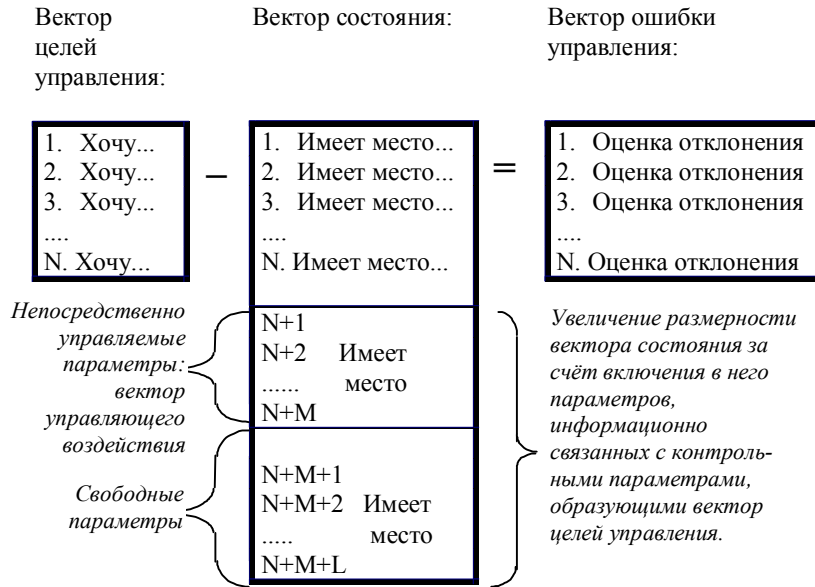 Вектор
целей
управления:
Вектор состояния:
Вектор ошибки
управления:
1. Хочу...
2. Хочу...
3. Хочу...
....
N. Хочу...
–
1. Имеет место...
2. Имеет место...
3. Имеет место...
....
N. Имеет место...
=
1. Оценка отклонения
2. Оценка отклонения
3. Оценка отклонения
....
N. Оценка отклонения
Непосредственно
управляемые
параметры:
вектор
управляющего
воздействия
N+1
N+2 Имеет
...... место
N+M
Свободные
параметры
N+M+1
N+M+2 Имеет
..... место
N+M+L
Увеличение размерности
вектора состояния за
счёт включения в него
параметров,
информационно
связанных с контроль-
ными параметрами,
образующими вектор
целей управления.